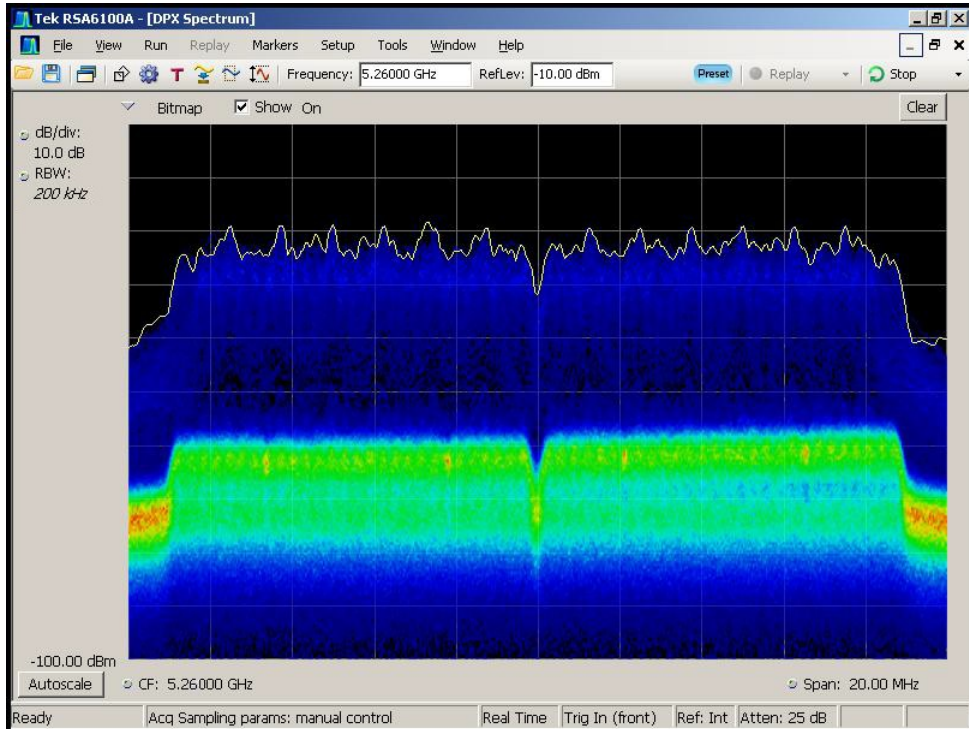 Tek RSA6100A - [DPX Spectrum]
File View Run Replay Markers Setup Tools Window Help
Frequency: 5.26000 GHz RefLev: -10.00 dBm Preset Replay Stop
Bitmap Show On Clear
dB/div:
10.0 dB
RBW:
200 kHz
-100.00 dBm
Autoscale CF: 5.26000 GHz Span: 20.00 MHz
Ready Acq Sampling params: manual control Real Time Trig In (front) Ref: Int Atten: 25 dB